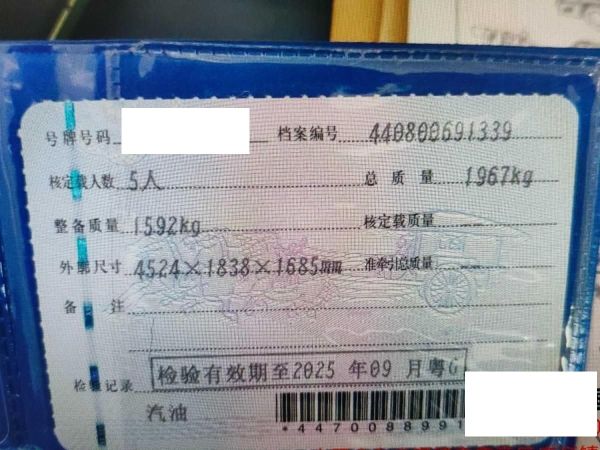 号牌号码 档案编号 440800691339
核定载人数 5人 总质量 1967kg
整备质量 1592kg 核定载质量
外廓尺寸 4524×1838×1685mm 准牵引总质量
备注
检验记录 检验有效期至2025年09月粤G
汽油
*4470098991